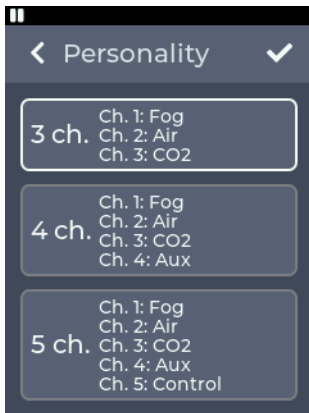 Personality
3 ch.
Ch. 1: Fog
Ch. 2: Air
Ch. 3: CO2
4 ch.
Ch. 1: Fog
Ch. 2: Air
Ch. 3: CO2
Ch. 4: Aux
5 ch.
Ch. 1: Fog
Ch. 2: Air
Ch. 3: CO2
Ch. 4: Aux
Ch. 5: Control